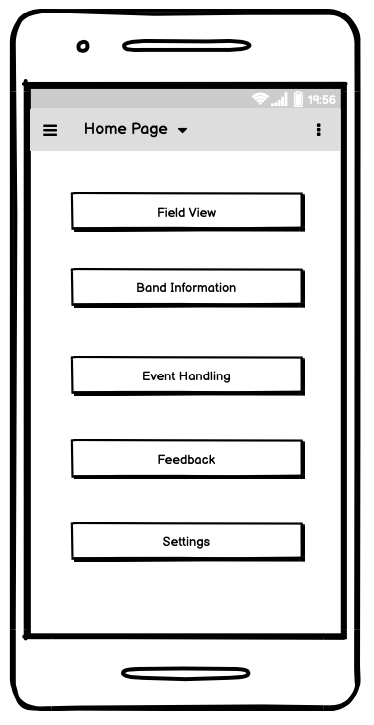 19:56
Home Page
Field View
Band Information
Event Handling
Feedback
Settings